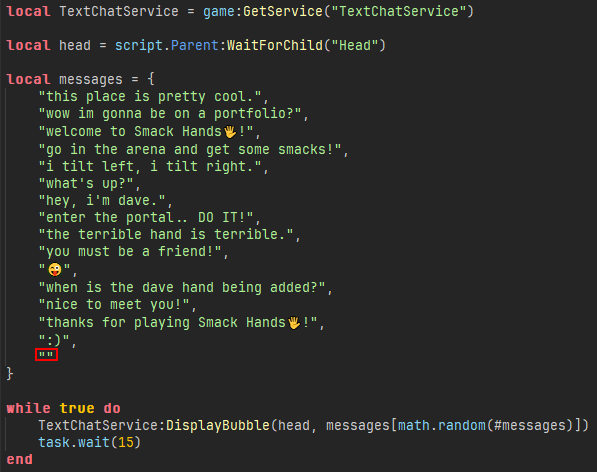 local TextChatService = game:GetService("TextChatService")
local head = script.Parent:WaitForChild("Head")
local messages = {
"this place is pretty cool.",
"wow im gonna be on a portfolio?",
"welcome to Smack Hands🖐!",
"go in the arena and get some smacks!",
"i tilt left, i tilt right.",
"what's up?",
"hey, i'm dave.",
"enter the portal.. DO IT!",
"the terrible hand is terrible.",
"you must be a friend!",
"😜",
"when is the dave hand being added?",
"nice to meet you!",
"thanks for playing Smack Hands🖐!",
":)",
""
}
while true do
TextChatService:DisplayBubble(head, messages[math.random(#messages)])
task.wait(15)
end